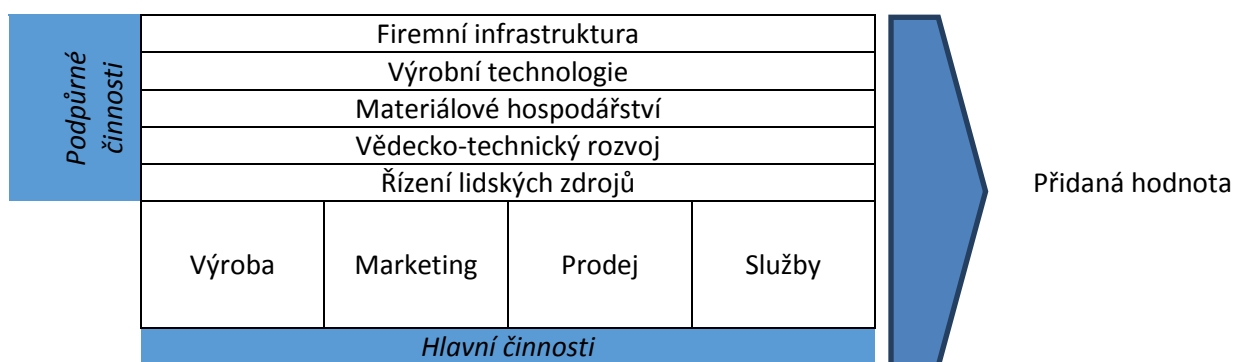 Podpůrné
činnosti
Firemní infrastruktura
Výrobní technologie
Materiálové hospodářství
Vědecko-technický rozvoj
Řízení lidských zdrojů
Výroba
Marketing
Prodej
Služby
Hlavní činnosti
Přidaná hodnota